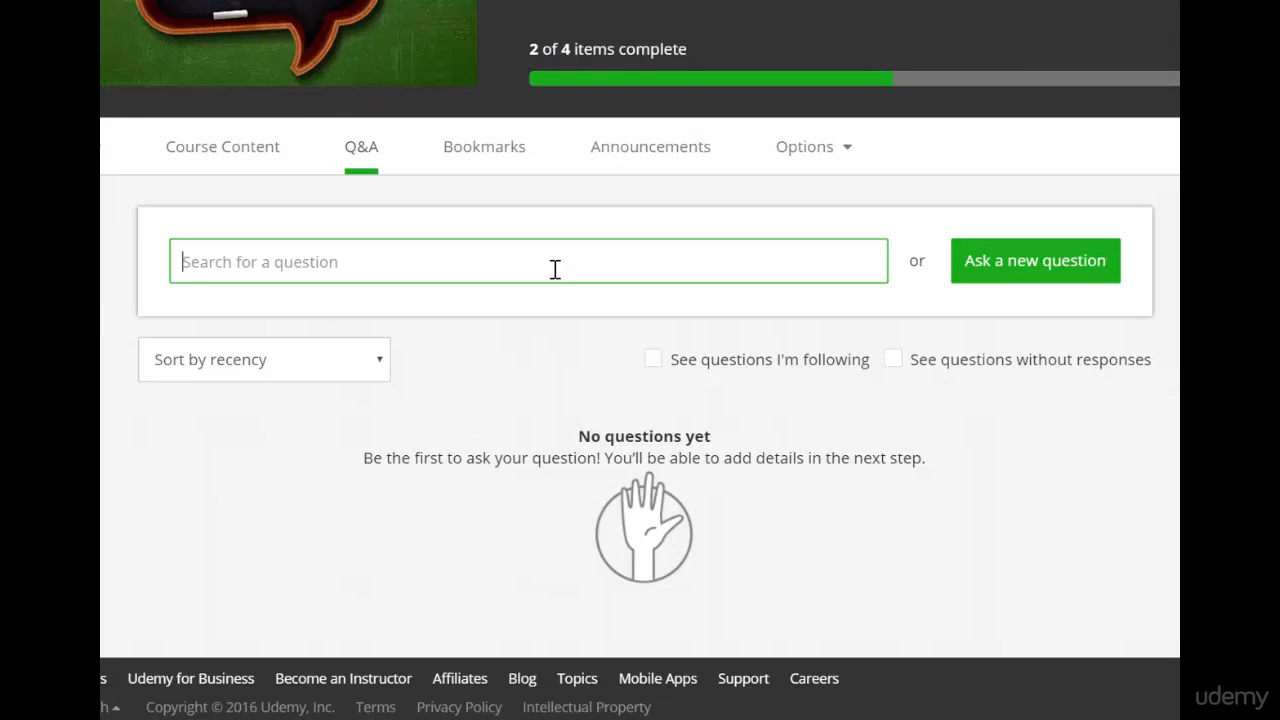 2 of 4 items complete
Course Content Q&A Bookmarks Announcements Options
Search for a question or Ask a new question
Sort by recency See questions I'm following See questions without responses
No questions yet
Be the first to ask your question! You'll be able to add details in the next step.
s Udemy for Business Become an Instructor Affiliates Blog Topics Mobile Apps Support Careers
h Copyright © 2016 Udemy, Inc. Terms Privacy Policy Intellectual Property
udemy